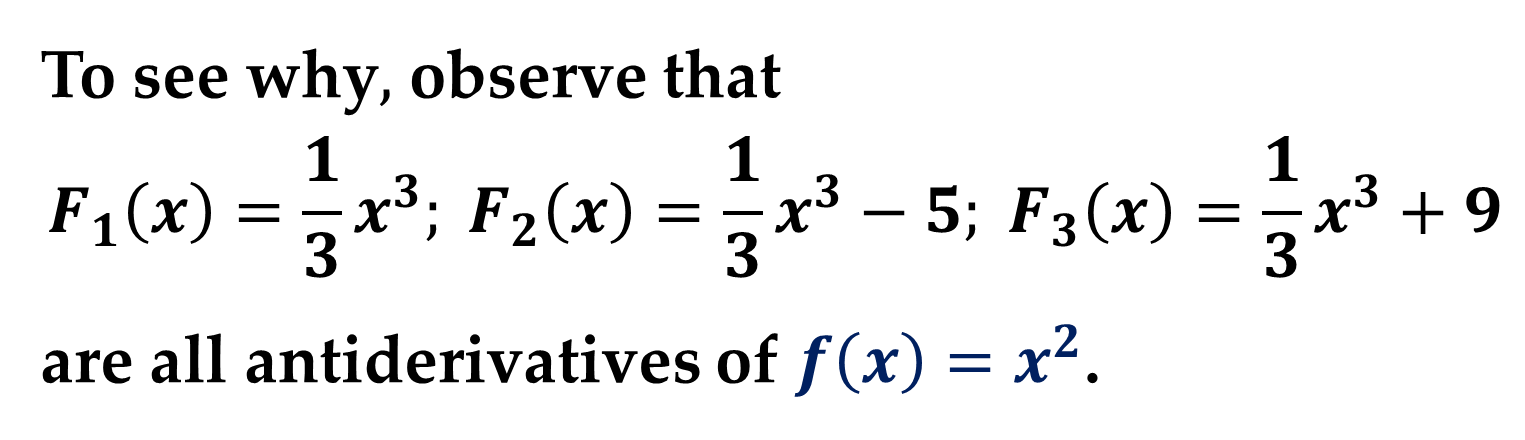 To see why, observe that
F₁(x) = 1/3 x³; F₂(x) = 1/3 x³ − 5; F₃(x) = 1/3 x³ + 9
are all antiderivatives of f(x) = x².